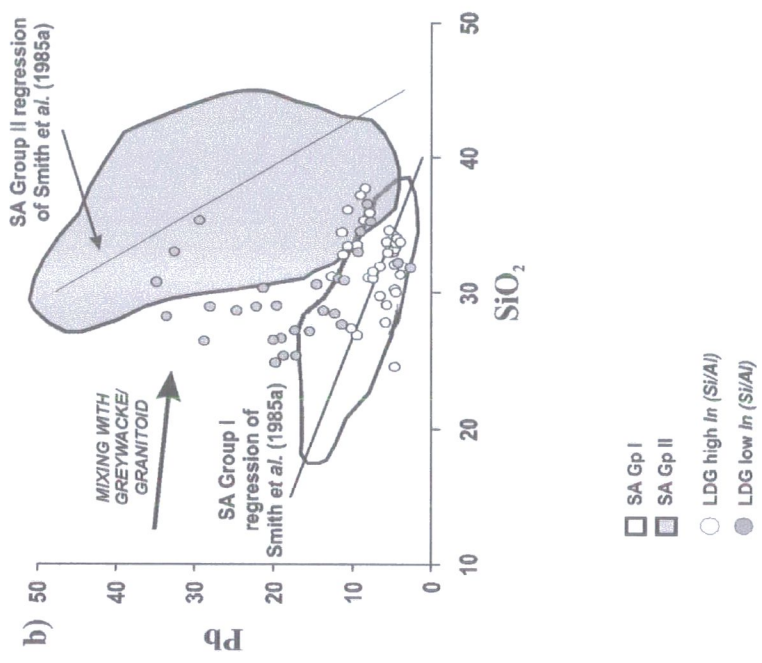 b)
SA Group II regression
of Smith et al. (1985a)
MIXING WITH
GREYWACKE/
GRANITOID
SA Group I
regression of
Smith et al. (1985a)
Pb
50
40
30
20
10
0
10
20
30
40
50
SiO₂
SA Gp I
SA Gp II
LDG high ln (Si/Al)
LDG low ln (Si/Al)